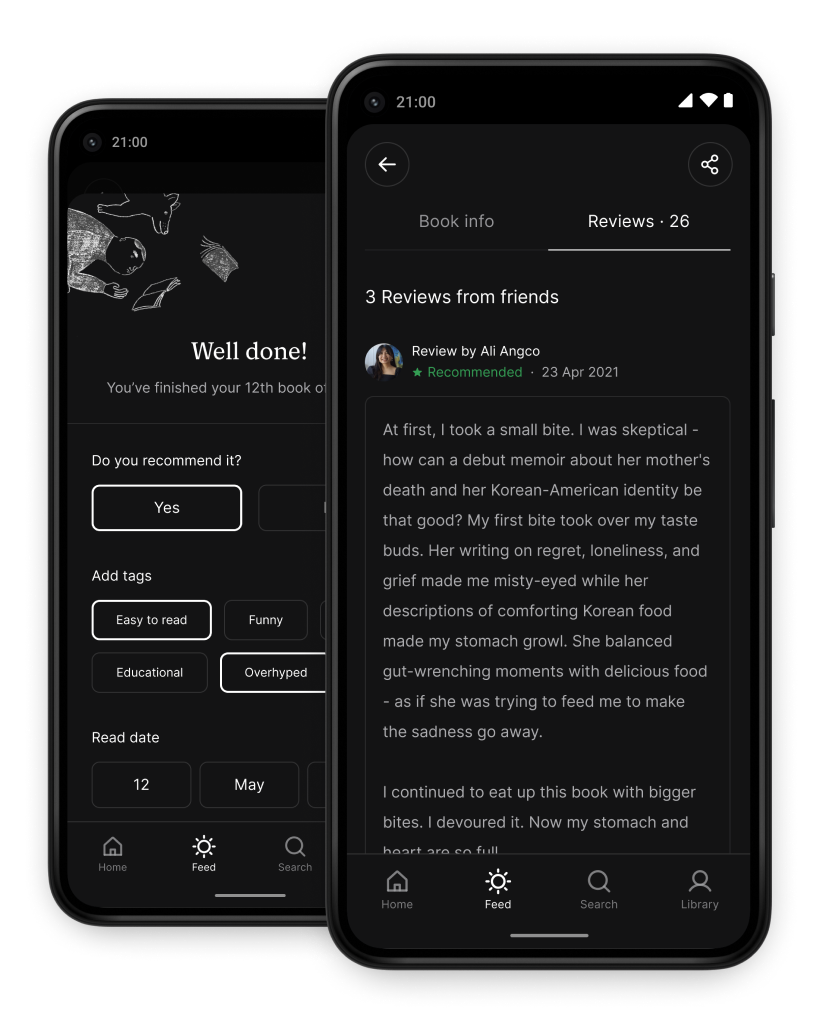 21:00
Well done!
You've finished your 12th book
Do you recommend it?
Yes
Add tags
Easy to read
Funny
Educational
Overhyped
Read date
12
May
Home
Feed
Search
21:00
Book info
Reviews · 26
3 Reviews from friends
Review by Ali Angco
Recommended · 23 Apr 2021
At first, I took a small bite. I was skeptical -
how can a debut memoir about her mother's
death and her Korean-American identity be
that good? My first bite took over my taste
buds. Her writing on regret, loneliness, and
grief made me misty-eyed while her
descriptions of comforting Korean food
made my stomach growl. She balanced
gut-wrenching moments with delicious food
- as if she was trying to feed me to make
the sadness go away.
I continued to eat up this book with bigger
bites. I devoured it. Now my stomach and
heart are so full
Home
Feed
Search
Library